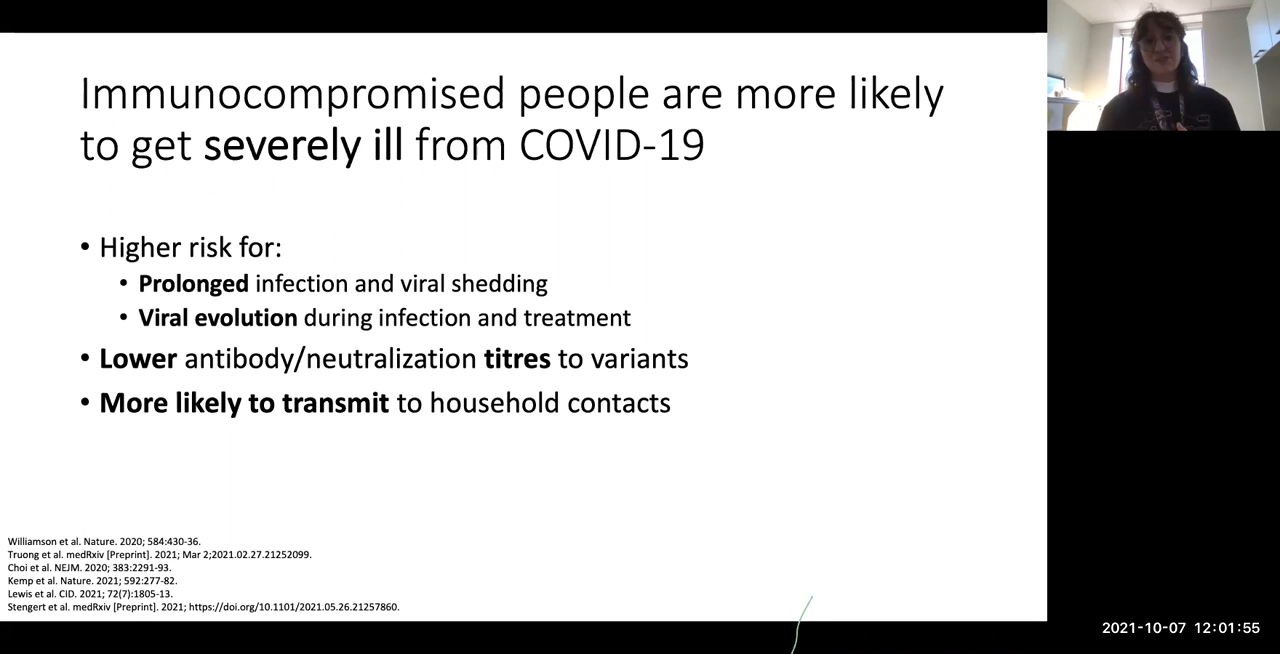 Immunocompromised people are more likely
to get severely ill from COVID-19
• Higher risk for:
• Prolonged infection and viral shedding
• Viral evolution during infection and treatment
• Lower antibody/neutralization titres to variants
• More likely to transmit to household contacts
Williamson et al. Nature. 2020; 584:430-36.
Truong et al. medRxiv [Preprint]. 2021; Mar 2;2021.02.27.21252099.
Choi et al. NEJM. 2020; 383:2291-93.
Kemp et al. Nature. 2021; 592:277-82.
Lewis et al. CID. 2021; 72(7):1805-13.
Stengert et al. medRxiv [Preprint]. 2021; https://doi.org/10.1101/2021.05.26.21257860.
2021-10-07 12:01:55